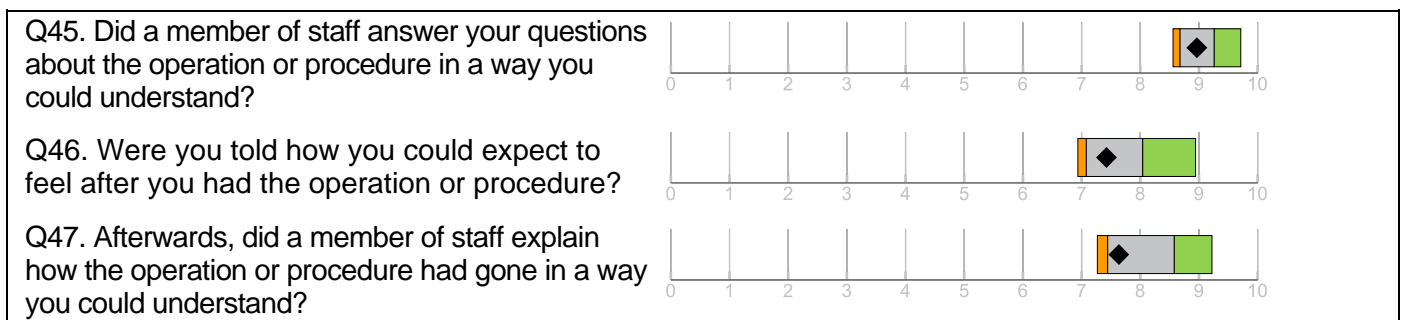 Q45. Did a member of staff answer your questions
about the operation or procedure in a way you
could understand?
0 1 2 3 4 5 6 7 8 9 10
Q46. Were you told how you could expect to
feel after you had the operation or procedure?
0 1 2 3 4 5 6 7 8 9 10
Q47. Afterwards, did a member of staff explain
how the operation or procedure had gone in a way
you could understand?
0 1 2 3 4 5 6 7 8 9 10